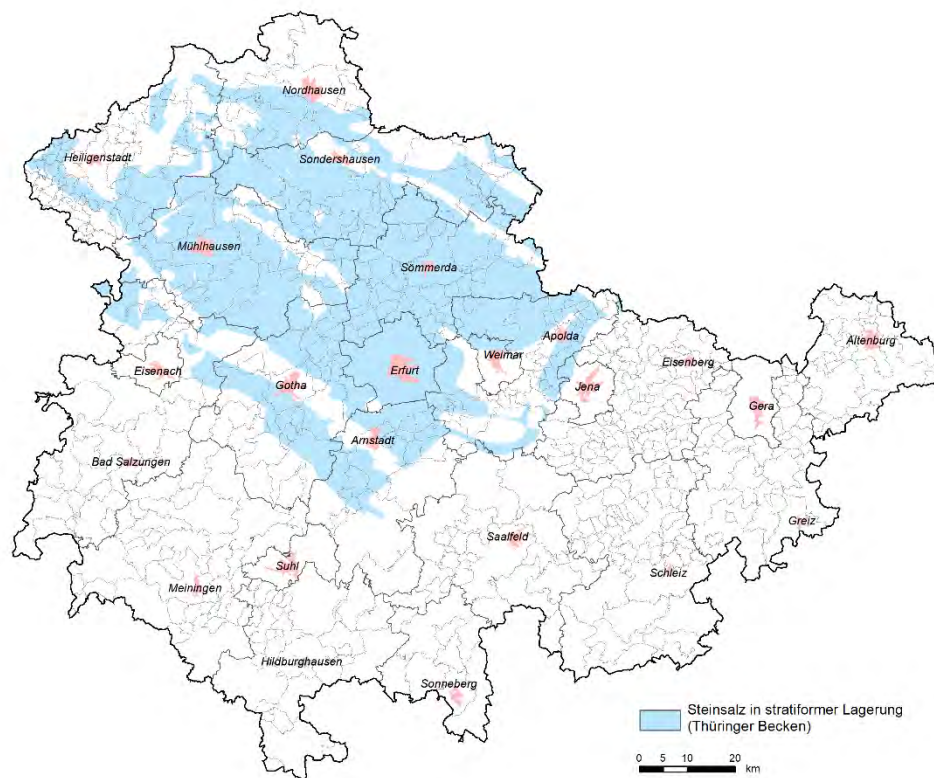 Nordhausen
Heiligenstadt
Sondershausen
Mühlhausen
Sömmerda
Apolda
Weimar
Altenburg
Eisenach
Erfurt
Eisenberg
Gotha
Jena
Gera
Arnstadt
Bad Salzungen
Greiz
Saalfeld
Suhl
Schleiz
Meiningen
Hildburghausen
Sonneberg
Steinsalz in stratiformer Lagerung
(Thüringer Becken)
0 5 10 20
km